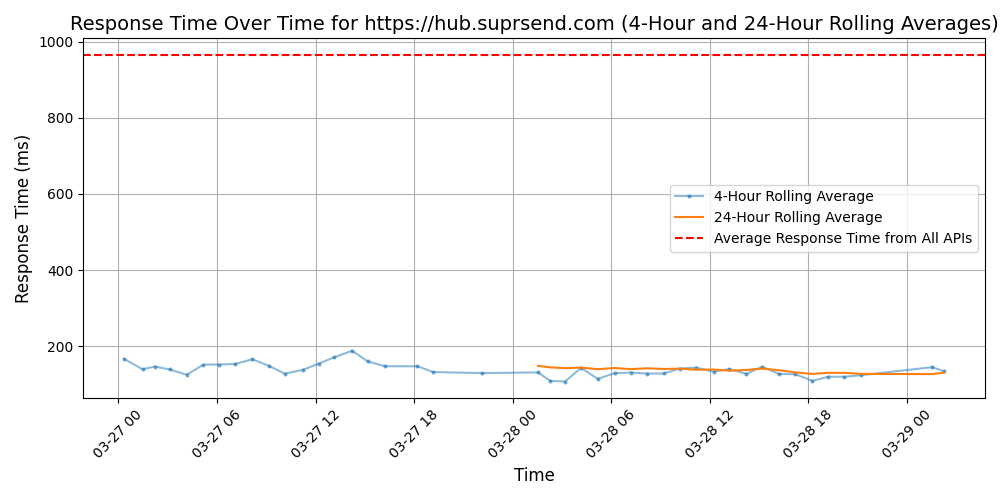 Response Time Over Time for https://hub.suprsend.com (4-Hour and 24-Hour Rolling Averages)
Response Time (ms)
1000
800
600
400
200
4-Hour Rolling Average
24-Hour Rolling Average
Average Response Time from All APIs
03-27 00
03-27 06
03-27 12
03-27 18
03-28 00
03-28 06
03-28 12
03-28 18
03-29 00
Time